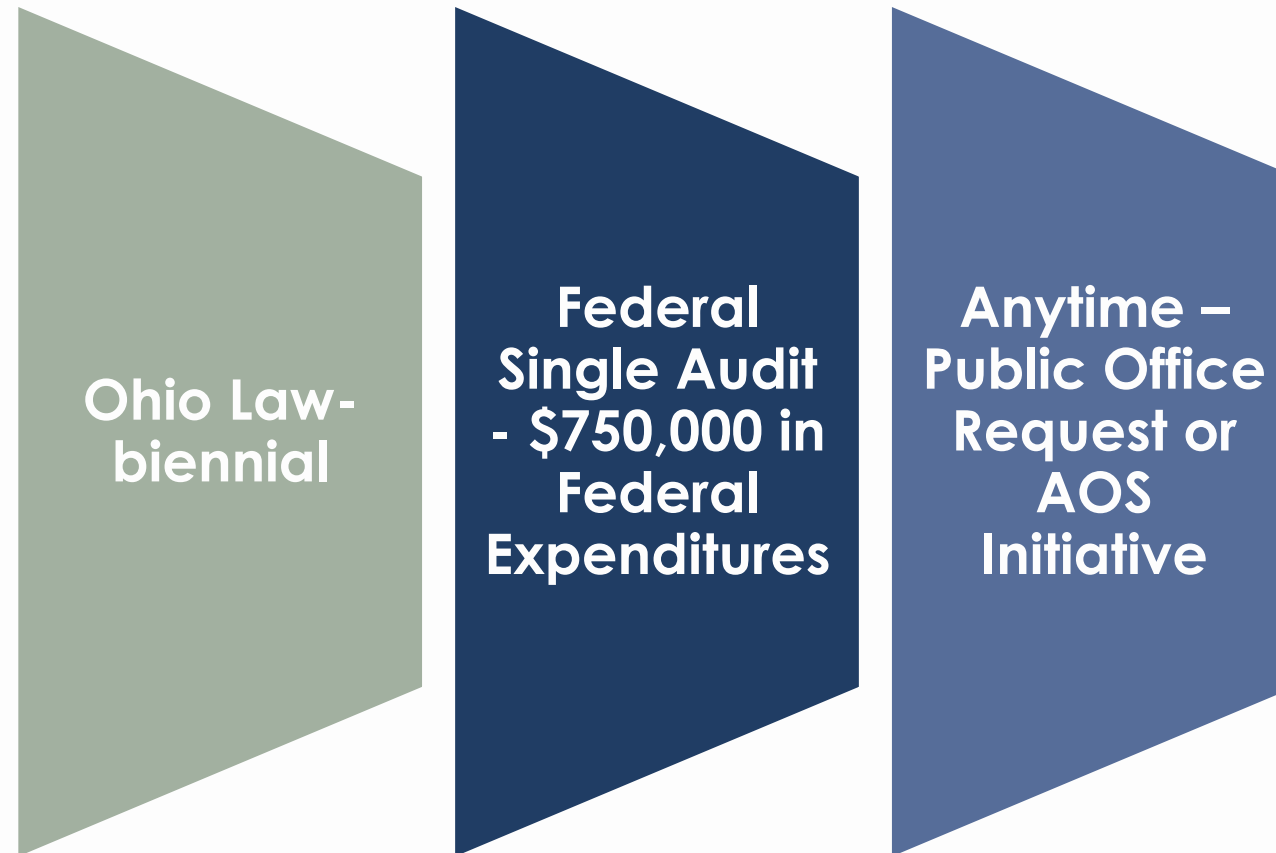 Ohio Law-
biennial
Federal
Single Audit
- $750,000 in
Federal
Expenditures
Anytime –
Public Office
Request or
AOS
Initiative